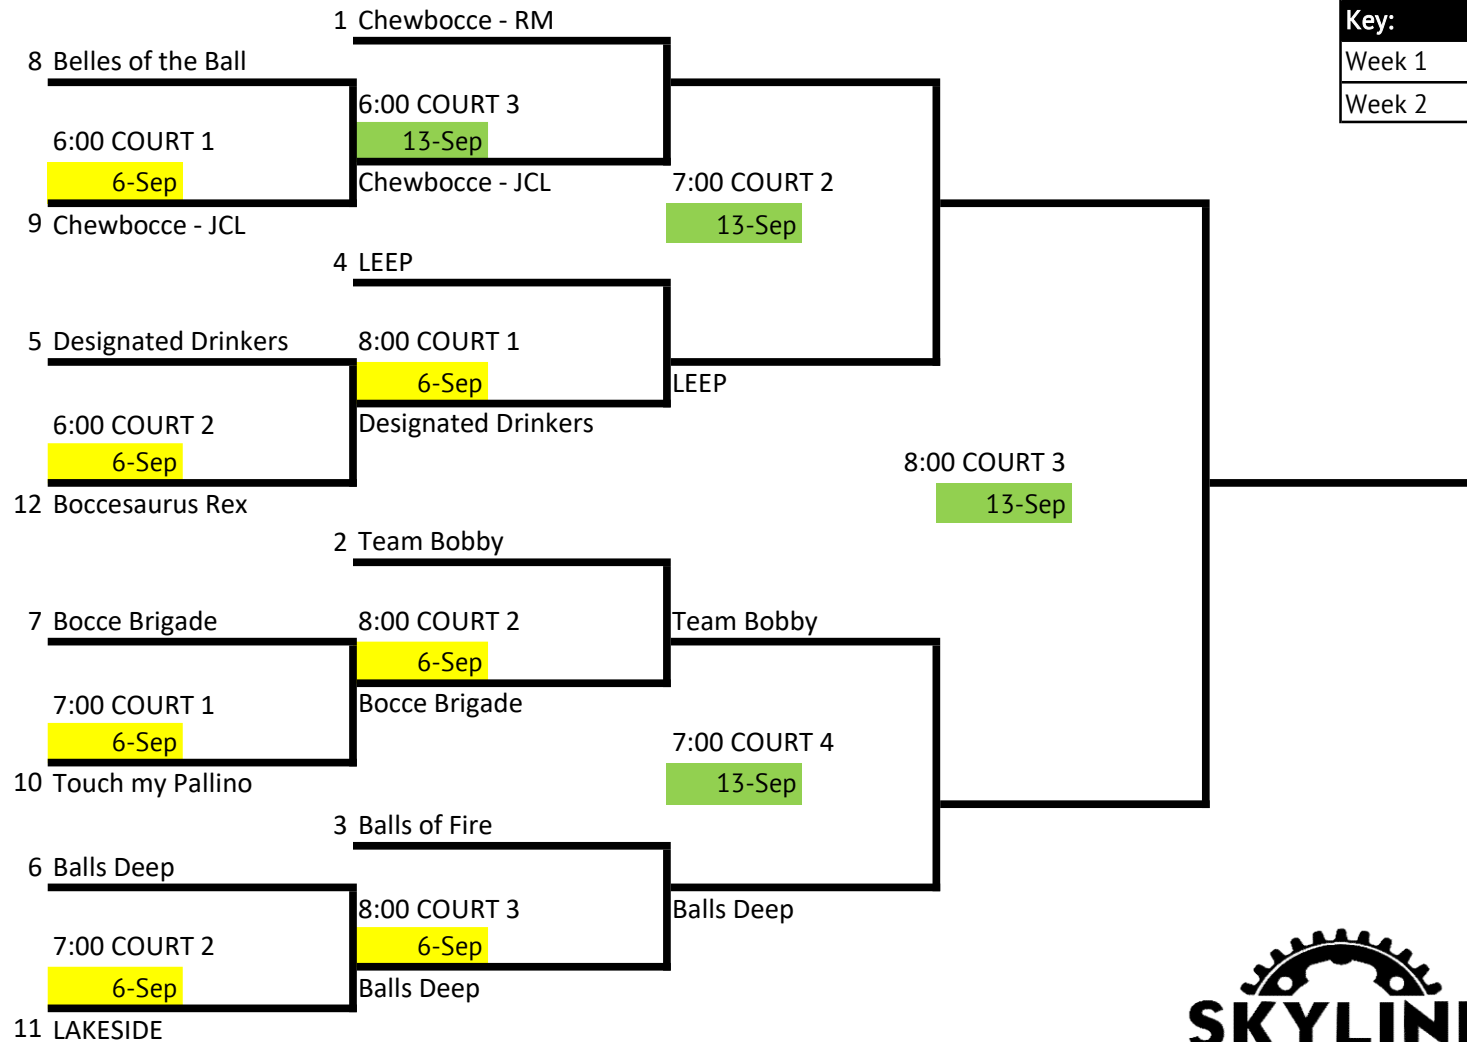 1 Chewbocce - RM
Key:
8 Belles of the Ball
Week 1
6:00 COURT 3
Week 2
6:00 COURT 1
13-Sep
6-Sep
Chewbocce - JCL
7:00 COURT 2
9 Chewbocce - JCL
13-Sep
4 LEEP
5 Designated Drinkers
8:00 COURT 1
6-Sep
LEEP
6:00 COURT 2
Designated Drinkers
6-Sep
8:00 COURT 3
12 Boccesaurus Rex
13-Sep
2 Team Bobby
7 Bocce Brigade
8:00 COURT 2
Team Bobby
6-Sep
7:00 COURT 1
Bocce Brigade
6-Sep
7:00 COURT 4
10 Touch my Pallino
13-Sep
3 Balls of Fire
6 Balls Deep
8:00 COURT 3
Balls Deep
7:00 COURT 2
6-Sep
6-Sep
Balls Deep
11 LAKESIDE